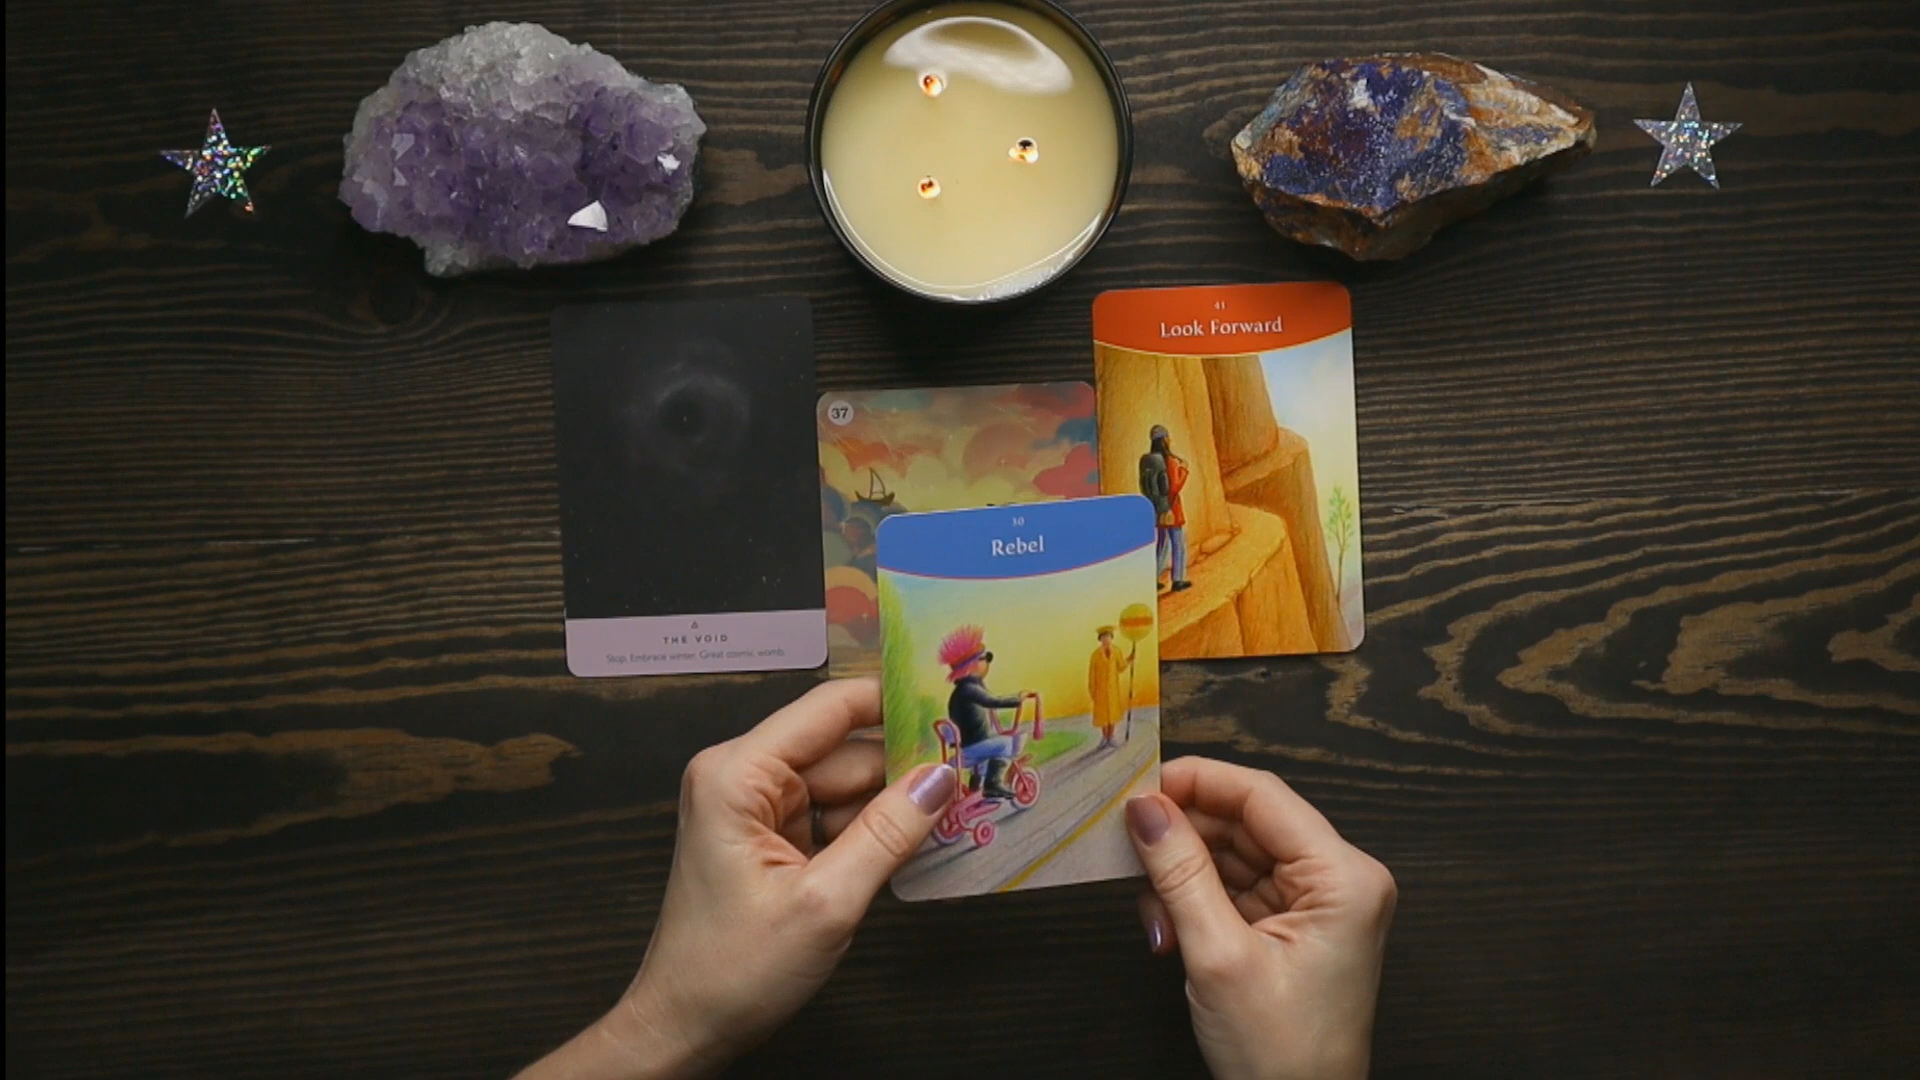 41
Look Forward
37
30
Rebel
6
THE VOID
Stop. Embrace winter. Great cosmic womb.